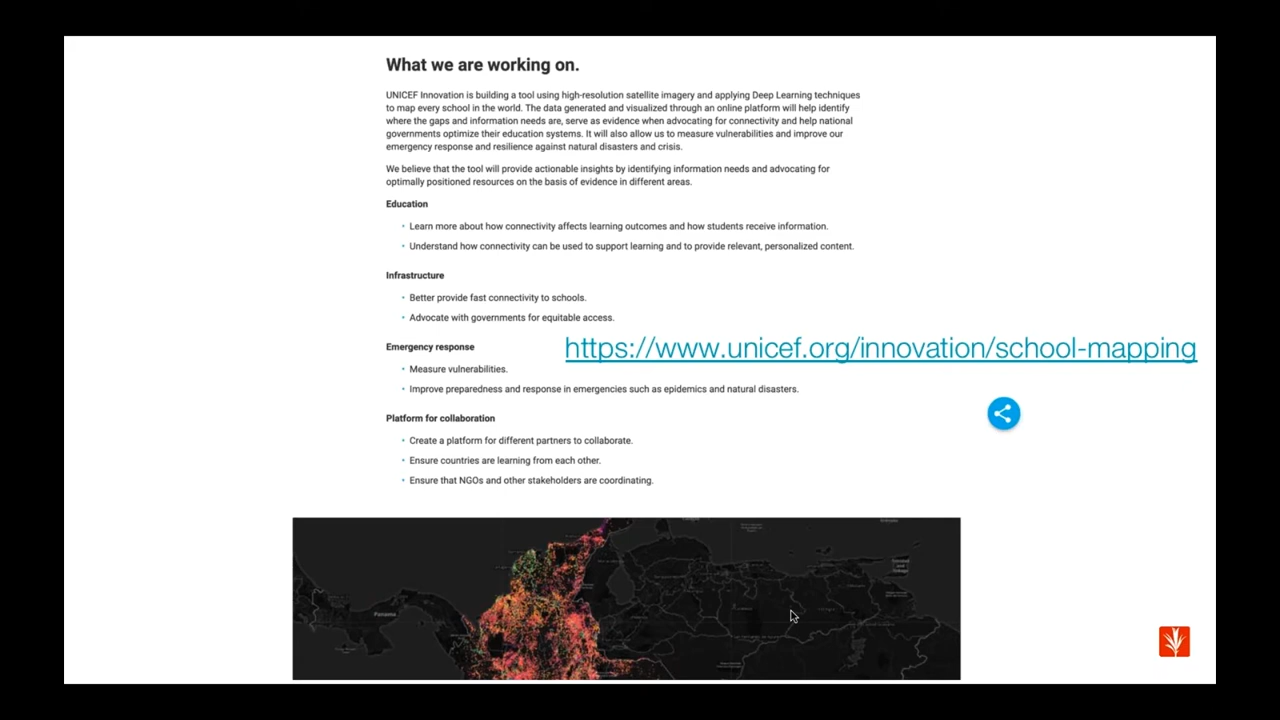 What we are working on.
UNICEF Innovation is building a tool using high-resolution satellite imagery and applying Deep Learning techniques
to map every school in the world. The data generated and visualized through an online platform will help identify
where the gaps and information needs are, serve as evidence when advocating for connectivity and help national
governments optimize their education systems. It will also allow us to measure vulnerabilities and improve our
emergency response and resilience against natural disasters and crisis.
We believe that the tool will provide actionable insights by identifying information needs and advocating for
optimally positioned resources on the basis of evidence in different areas.
Education
• Learn more about how connectivity affects learning outcomes and how students receive information.
• Understand how connectivity can be used to support learning and to provide relevant, personalized content.
Infrastructure
• Better provide fast connectivity to schools.
• Advocate with governments for equitable access.
Emergency response
https://www.unicef.org/innovation/school-mapping
• Measure vulnerabilities.
• Improve preparedness and response in emergencies such as epidemics and natural disasters.
Platform for collaboration
• Create a platform for different partners to collaborate.
• Ensure countries are learning from each other.
• Ensure that NGOs and other stakeholders are coordinating.
Panama